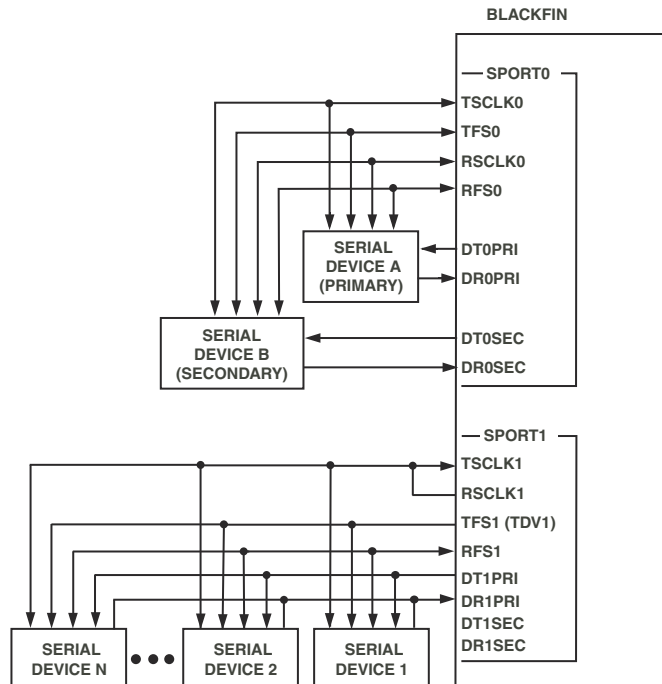 BLACKFIN
SPORT0
TSCLK0
TFS0
RSCLK0
RFS0
SERIAL
DEVICE A
(PRIMARY)
DT0PRI
DR0PRI
SERIAL
DEVICE B
(SECONDARY)
DT0SEC
DR0SEC
SPORT1
TSCLK1
RSCLK1
TFS1 (TDV1)
RFS1
DT1PRI
DR1PRI
DT1SEC
DR1SEC
SERIAL
DEVICE N
SERIAL
DEVICE 2
SERIAL
DEVICE 1